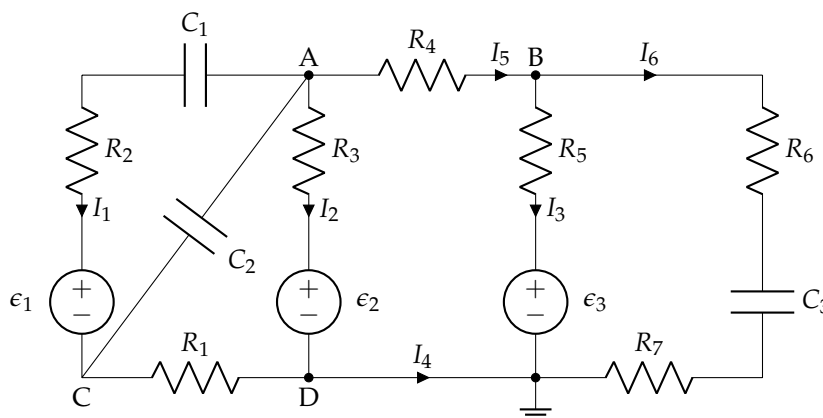 C₁
A
R₄
I₅
B
I₆
R₂
R₃
R₅
R₆
I₁
I₂
I₃
C₂
ϵ₁
+
−
ϵ₂
+
−
ϵ₃
+
−
C₃
R₁
I₄
R₇
C
D